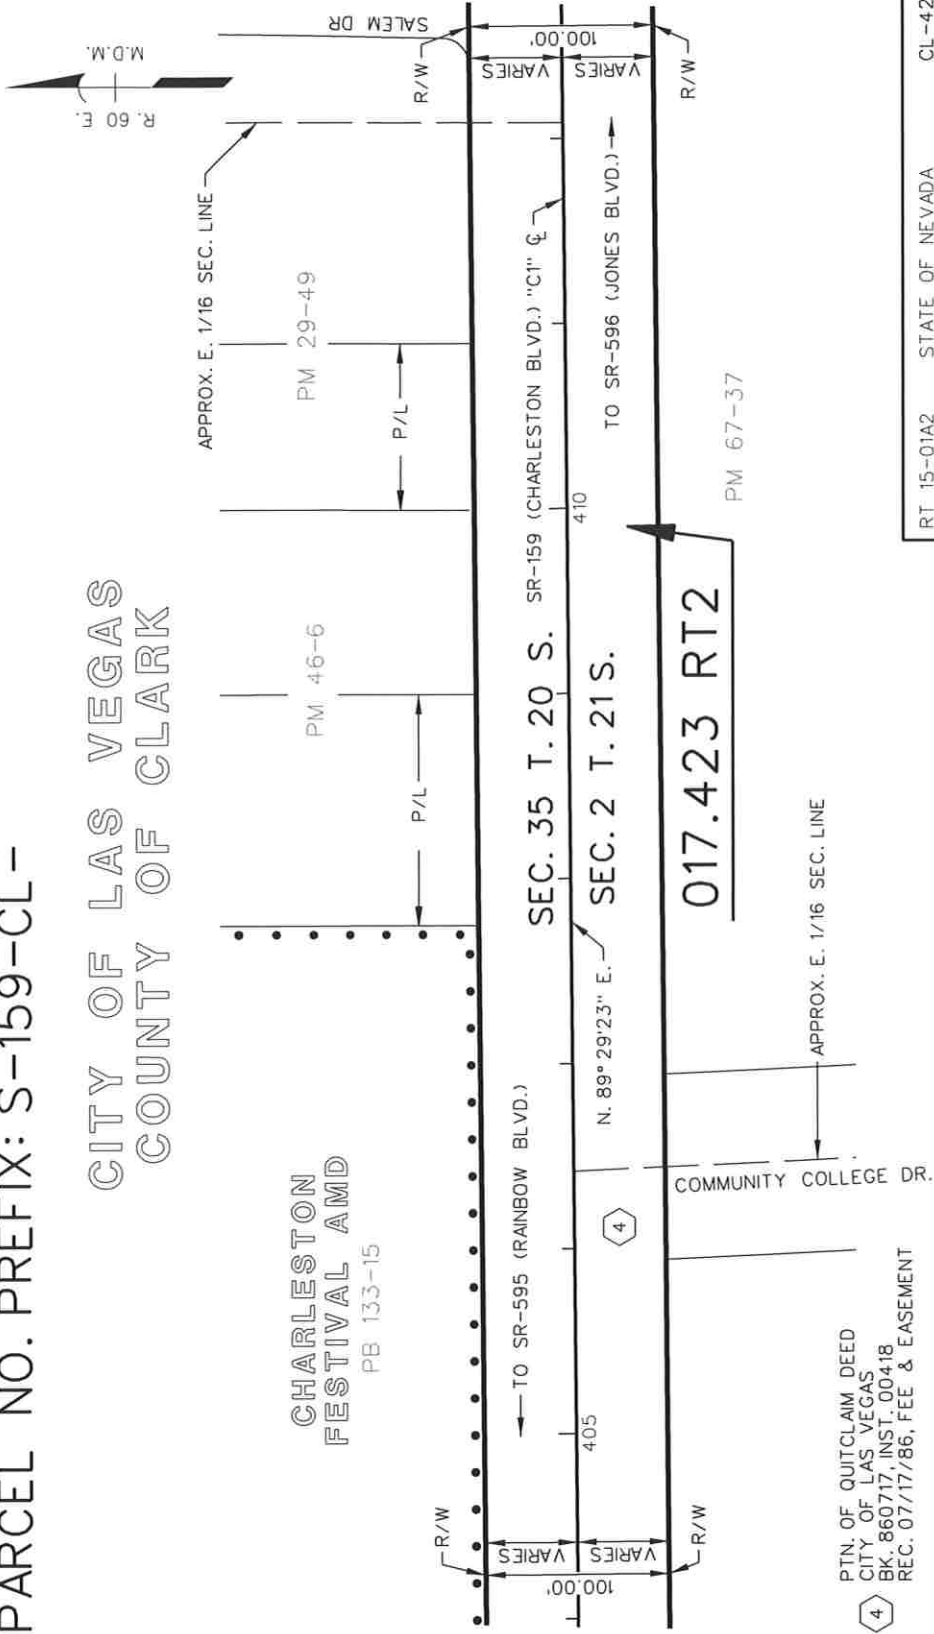 PARCEL NO. PREFIX: S-159-CL-
CITY OF LAS VEGAS
COUNTY OF CLARK
R. 60 E.
M.D.M.
CHARLESTON
FESTIVAL AMD
PB 133-15
PM 46-6
PM 29-49
APPROX. E. 1/16 SEC. LINE
SALEM DR
P/L
P/L
R/W
R/W
VARIES
VARIES
100.00'
VARIES
VARIES
100.00'
TO SR-595 (RAINBOW BLVD.)
SEC. 35 T. 20 S.
SR-159 (CHARLESTON BLVD.) "C1" ℄
405
410
N. 89° 29'23" E.
SEC. 2 T. 21 S.
TO SR-596 (JONES BLVD.)
4
R/W
R/W
017.423 RT2
PM 67-37
COMMUNITY COLLEGE DR.
APPROX. E. 1/16 SEC. LINE
4
PTN. OF QUITCLAIM DEED
CITY OF LAS VEGAS
BK. 860717, INST. 00418
REC. 07/17/86, FEE & EASEMENT
RT 15-01A2 STATE OF NEVADA CL-42